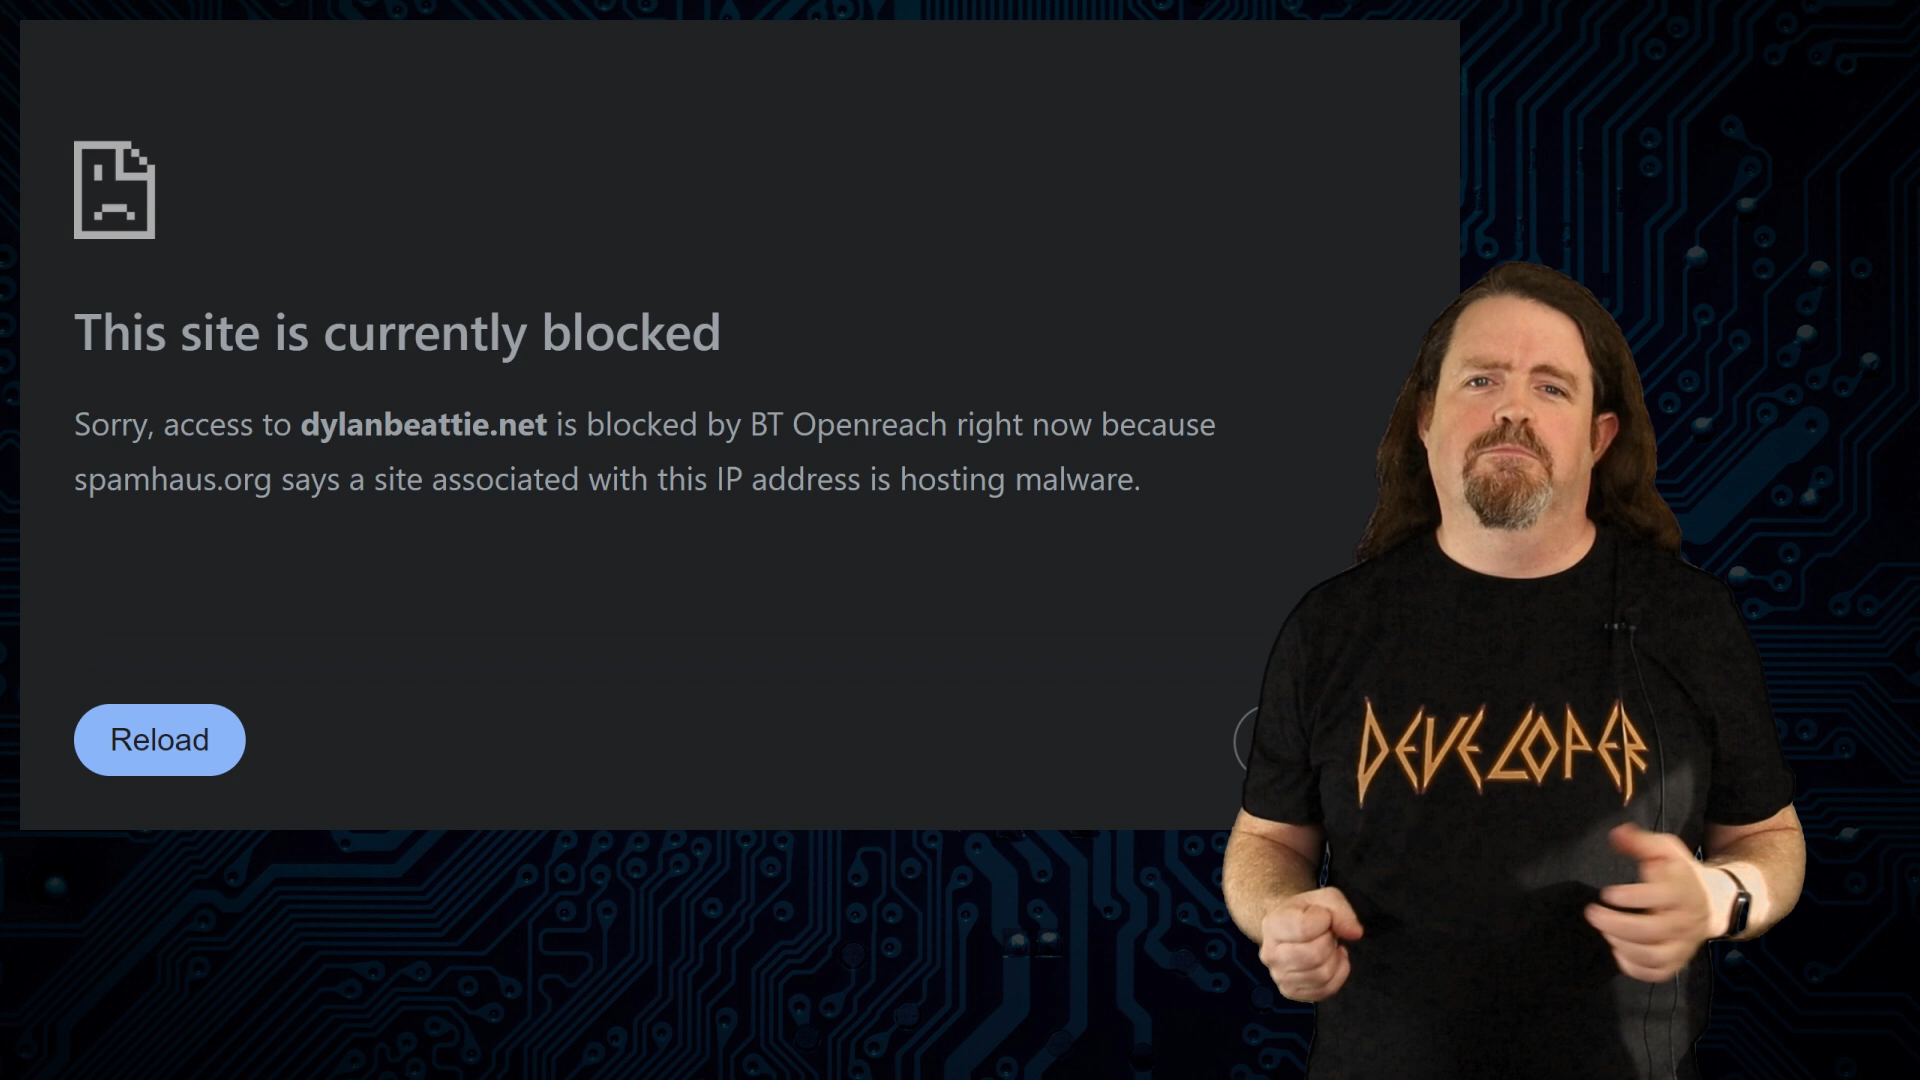 This site is currently blocked
Sorry, access to dylanbeattie.net is blocked by BT Openreach right now because
spamhaus.org says a site associated with this IP address is hosting malware.
Reload
DEVELOPER